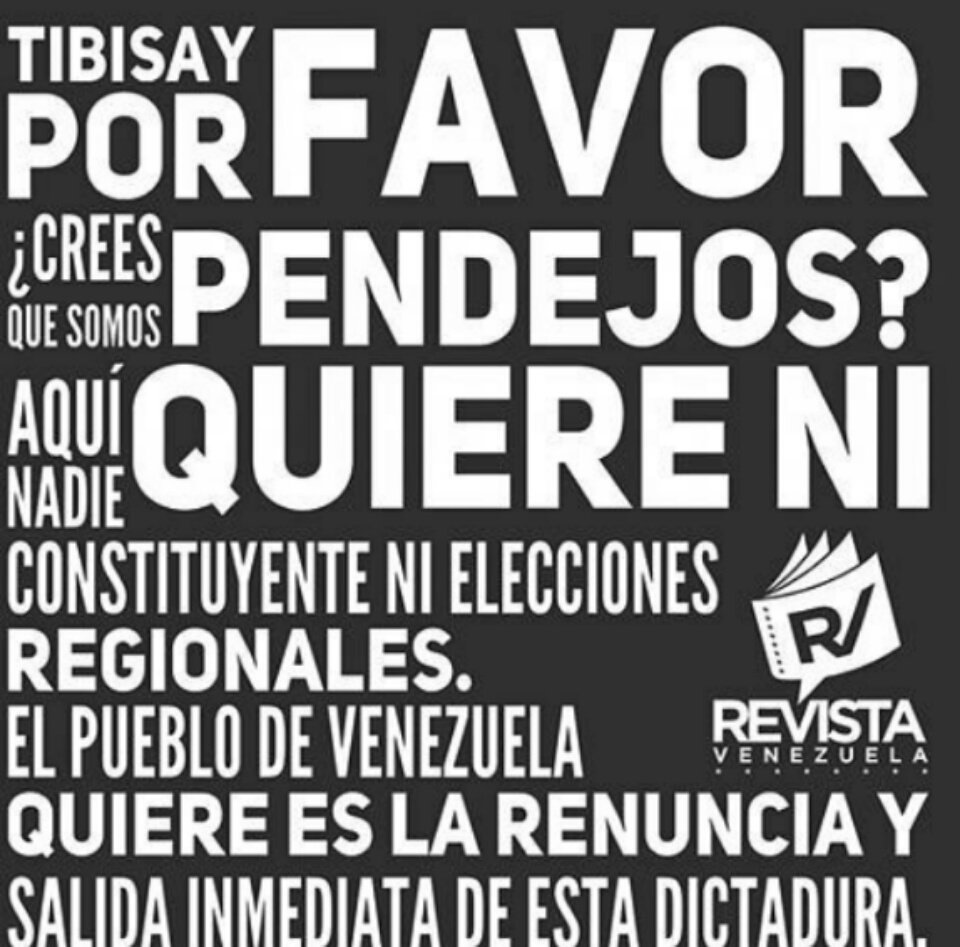 TIBISAY
POR FAVOR
¿CREES
QUE SOMOS PENDEJOS?
AQUÍ
NADIE QUIERE NI
CONSTITUYENTE NI ELECCIONES
REGIONALES.
EL PUEBLO DE VENEZUELA
QUIERE ES LA RENUNCIA Y
SALIDA INMEDIATA DE ESTA DICTADURA.
RV
REVISTA
VENEZUELA